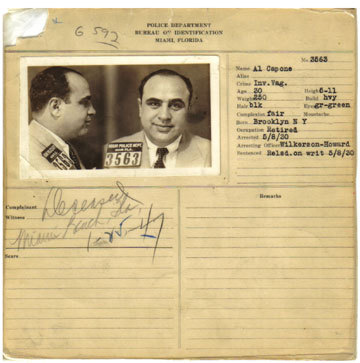 G 592
POLICE DEPARTMENT
BUREAU OF IDENTIFICATION
MIAMI, FLORIDA
No. 3563
Name Al Capone
Alias
Crime Inv.Vag.
Age 30 Height 5-11
Weight 250 Build hvy
Hair blk Eyes gr-green
Complexion fair Moustache
Born Brooklyn N Y
Occupation Retired
Arrested 5/8/30
Arresting Officer Wilkerson-Howard
Sentenced Relsd.on writ 5/8/30
MIAMI POLICE DEPT.
3563
Remarks
Complainant
Witness
Scars
Deceased
Miami Beach, Fla,
1-25-47